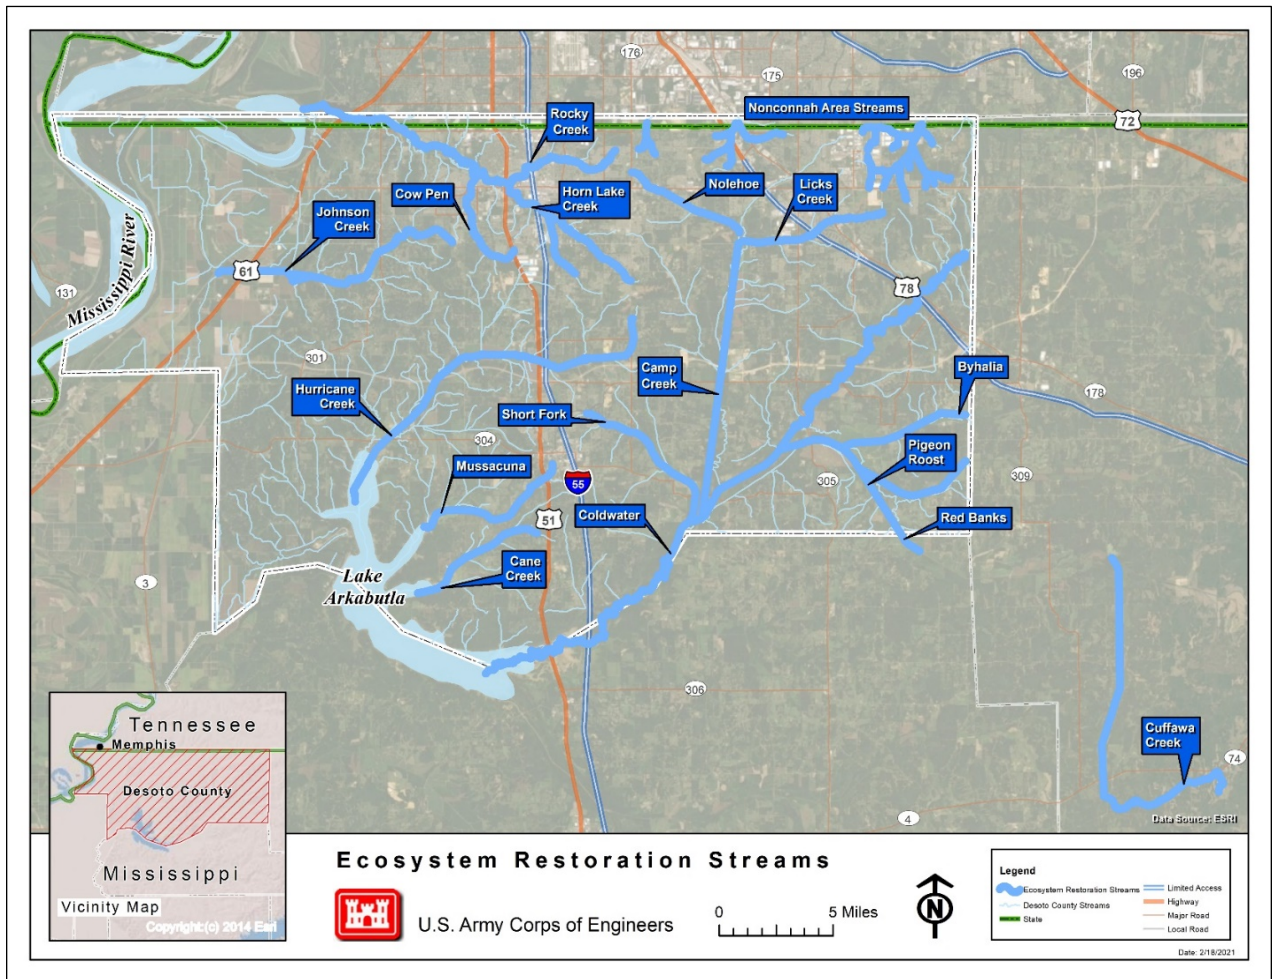 176
175
196
Nonconnah Area Streams
72
Rocky
Creek
Cow Pen
Horn Lake
Creek
Nolehoe
Licks
Creek
Johnson
Creek
61
131
Mississippi River
78
301
Camp
Creek
Byhalia
178
Hurricane
Creek
Short Fork
304
Mussacuna
Pigeon
Roost
305
309
55
51
Coldwater
Red Banks
Cane
Creek
Lake
Arkabutla
3
306
Cuffawa
Creek
74
4
Data Source: ESRI
Tennessee
Memphis
Desoto County
Mississippi
Vicinity Map
Copyright:(c) 2014 Esri
Ecosystem Restoration Streams
U.S. Army Corps of Engineers
0 5 Miles
N
Legend
Ecosystem Restoration Streams
Desoto County Streams
State
Limited Access
Highway
Major Road
Local Road
Date: 2/18/2021